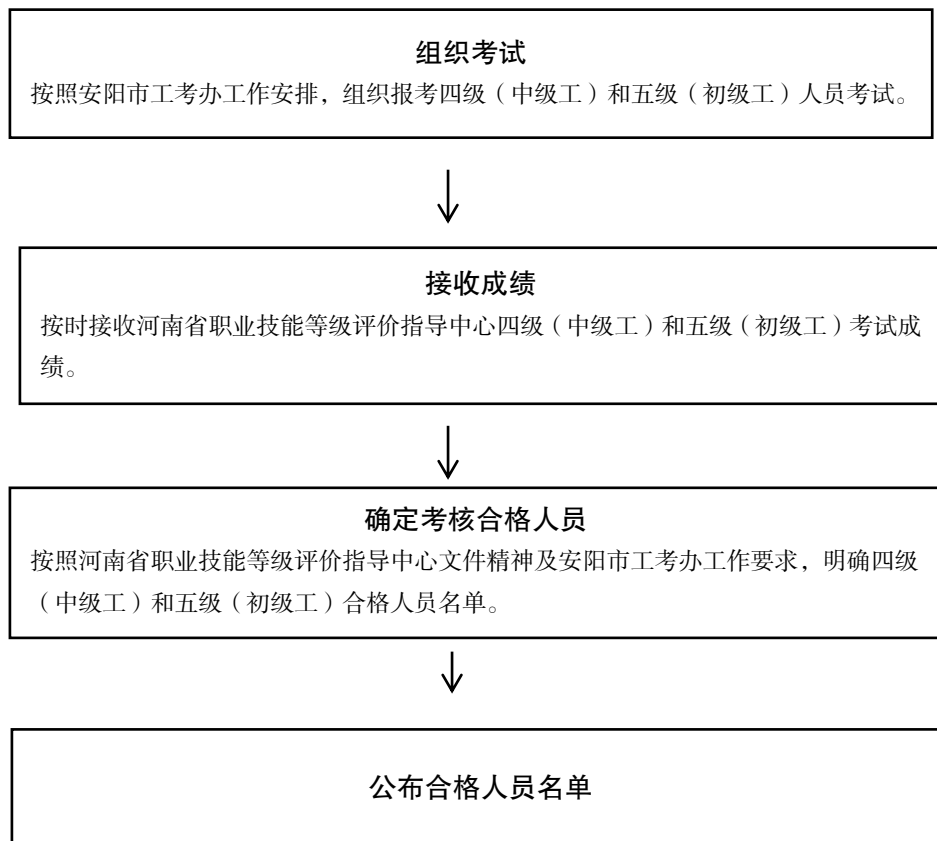 组织考试
按照安阳市工考办工作安排，组织报考四级（中级工）和五级（初级工）人员考试。
接收成绩
按时接收河南省职业技能等级评价指导中心四级（中级工）和五级（初级工）考试成
绩。
确定考核合格人员
按照河南省职业技能等级评价指导中心文件精神及安阳市工考办工作要求，明确四级
（中级工）和五级（初级工）合格人员名单。
公布合格人员名单